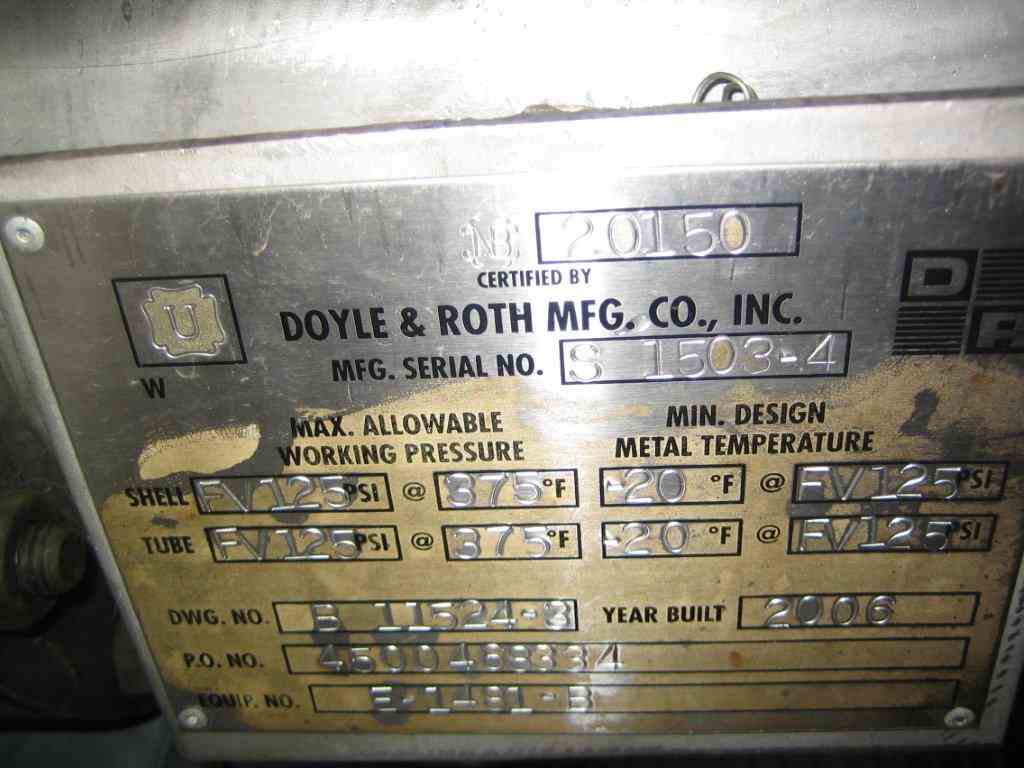 NB 20150
CERTIFIED BY
U
DOYLE & ROTH MFG. CO., INC.
D
R
MFG. SERIAL NO. S 1503-4
W
MAX. ALLOWABLE WORKING PRESSURE
MIN. DESIGN METAL TEMPERATURE
SHELL FV125 PSI @ 375 °F -20 °F @ FV125 PSI
TUBE FV125 PSI @ 375 °F -20 °F @ FV125 PSI
DWG. NO. B 11524-3 YEAR BUILT 2006
P.O. NO. 4500468334
EQUIP. NO. E-1481-B